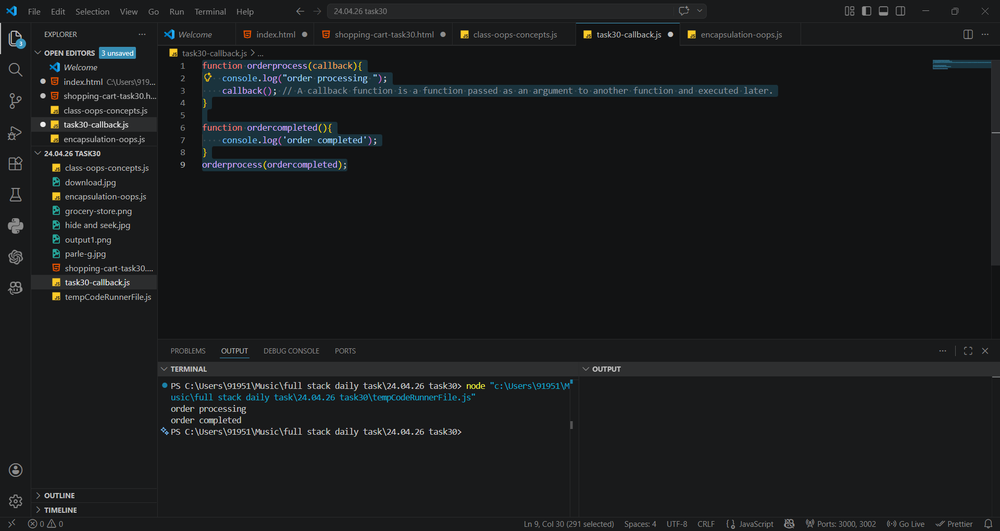 File Edit Selection View Go Run Terminal Help
24.04.26 task30
EXPLORER
3
OPEN EDITORS 3 unsaved
Welcome
index.html C:\Users\919...
shopping-cart-task30.h...
class-oops-concepts.js
task30-callback.js
encapsulation-oops.js
24.04.26 TASK30
class-oops-concepts.js
download.jpg
encapsulation-oops.js
grocery-store.png
hide and seek.jpg
output1.png
parle-g.jpg
shopping-cart-task30....
task30-callback.js
tempCodeRunnerFile.js
OUTLINE
TIMELINE
Welcome index.html shopping-cart-task30.html class-oops-concepts.js task30-callback.js encapsulation-oops.js
task30-callback.js > ...
1 function orderprocess(callback){
2 console.log("order processing ");
3 callback(); // A callback function is a function passed as an argument to another function and executed later.
4 }
5
6 function ordercompleted(){
7 console.log('order completed');
8 }
9 orderprocess(ordercompleted);
PROBLEMS OUTPUT DEBUG CONSOLE PORTS
TERMINAL
PS C:\Users\91951\Music\full stack daily task\24.04.26 task30> node "c:\Users\91951\M
usic\full stack daily task\24.04.26 task30\tempCodeRunnerFile.js"
order processing
order completed
PS C:\Users\91951\Music\full stack daily task\24.04.26 task30>
OUTPUT
0 0 Ln 9, Col 30 (291 selected) Spaces: 4 UTF-8 CRLF {} JavaScript Ports: 3000, 3002 Go Live Prettier